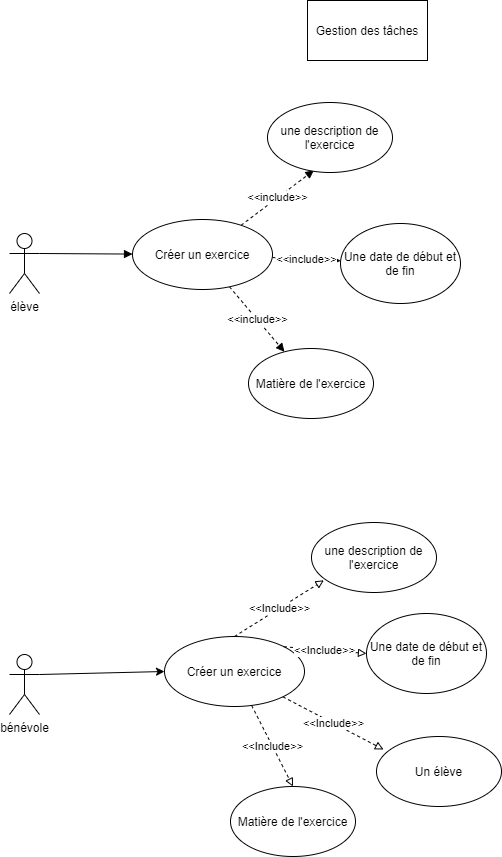 Gestion des tâches
une description de
l'exercice
<<include>>
Créer un exercice
<<include>>
Une date de début et
de fin
élève
<<include>>
Matière de l'exercice
une description de
l'exercice
<<Include>>
Une date de début et
de fin
<<Include>>
Créer un exercice
bénévole
<<Include>>
<<Include>>
Un élève
Matière de l'exercice